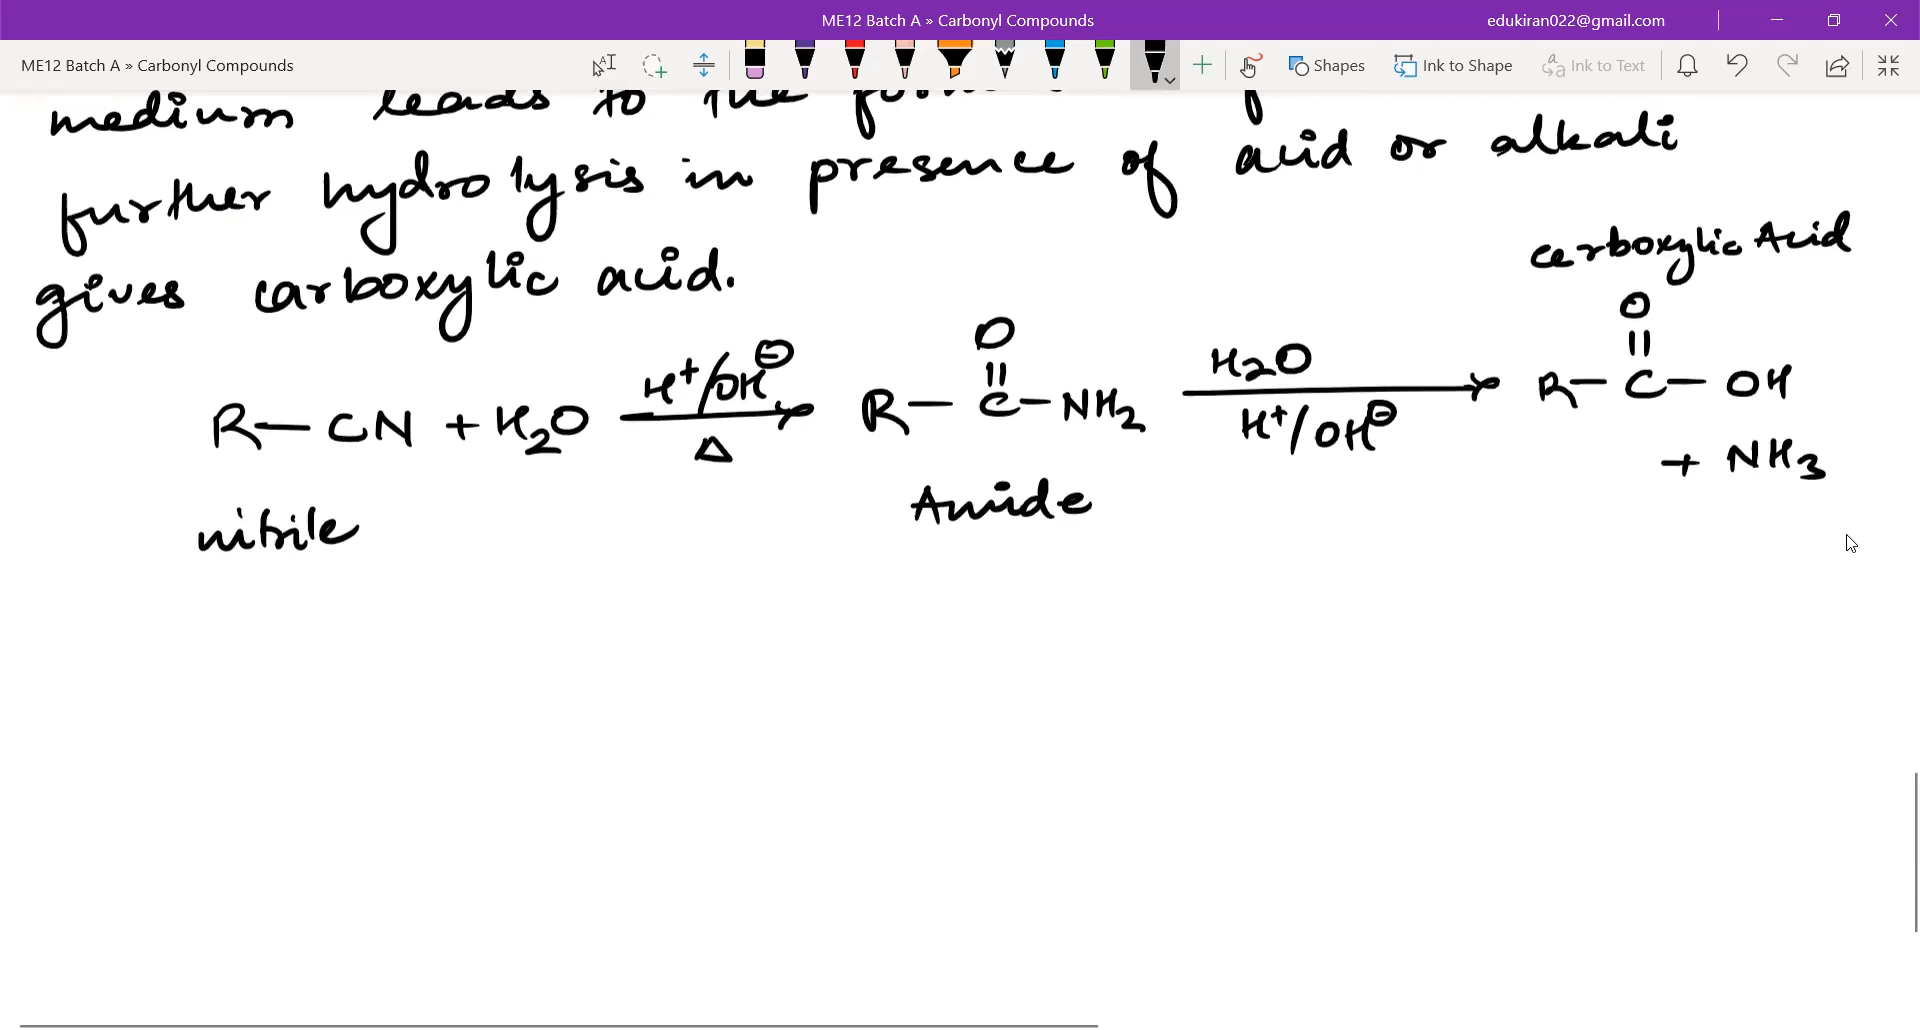 ME12 Batch A » Carbonyl Compounds
edukiran022@gmail.com
ME12 Batch A » Carbonyl Compounds
Shapes
Ink to Shape
Ink to Text
medium leads to the
further hydrolysis in presence of acid or alkali
gives carboxylic acid.
carboxylic Acid
R—CN + H2O H+/OH⊖ Δ → R—C(=O)—NH2 H2O H+/OH⊖ → R—C(=O)—OH
+ NH3
nitrile
Amide